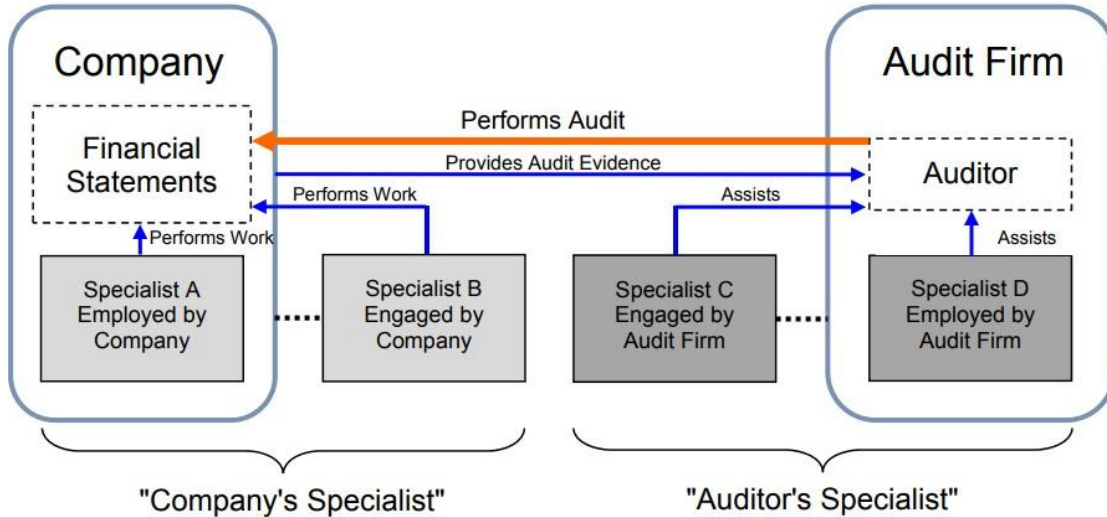 Company
Audit Firm
Performs Audit
Financial
Statements
Provides Audit Evidence
Auditor
Performs Work
Assists
Performs Work
Assists
Specialist A
Employed by
Company
Specialist B
Engaged by
Company
Specialist C
Engaged by
Audit Firm
Specialist D
Employed by
Audit Firm
"Company's Specialist"
"Auditor's Specialist"